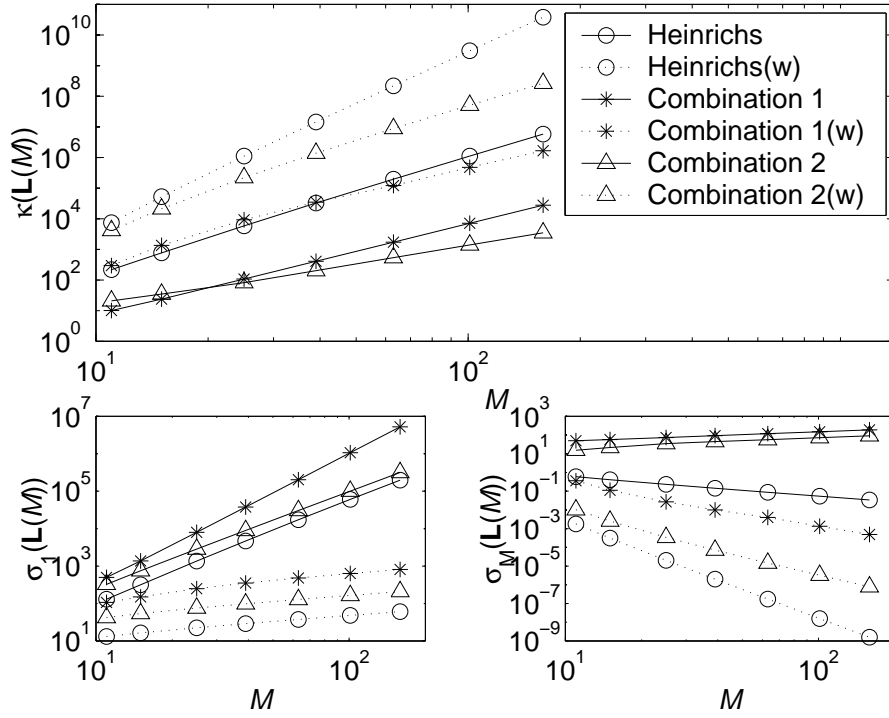 κ(L(M))
10^10
10^8
10^6
10^4
10^2
10^0
10^1
10^2
M
Heinrichs
Heinrichs(w)
Combination 1
Combination 1(w)
Combination 2
Combination 2(w)
σ_1(L(M))
10^7
10^5
10^3
10^1
10^1
10^2
M
σ_M(L(M))
10^3
10^1
10^-1
10^-3
10^-5
10^-7
10^-9
10^1
10^2
M